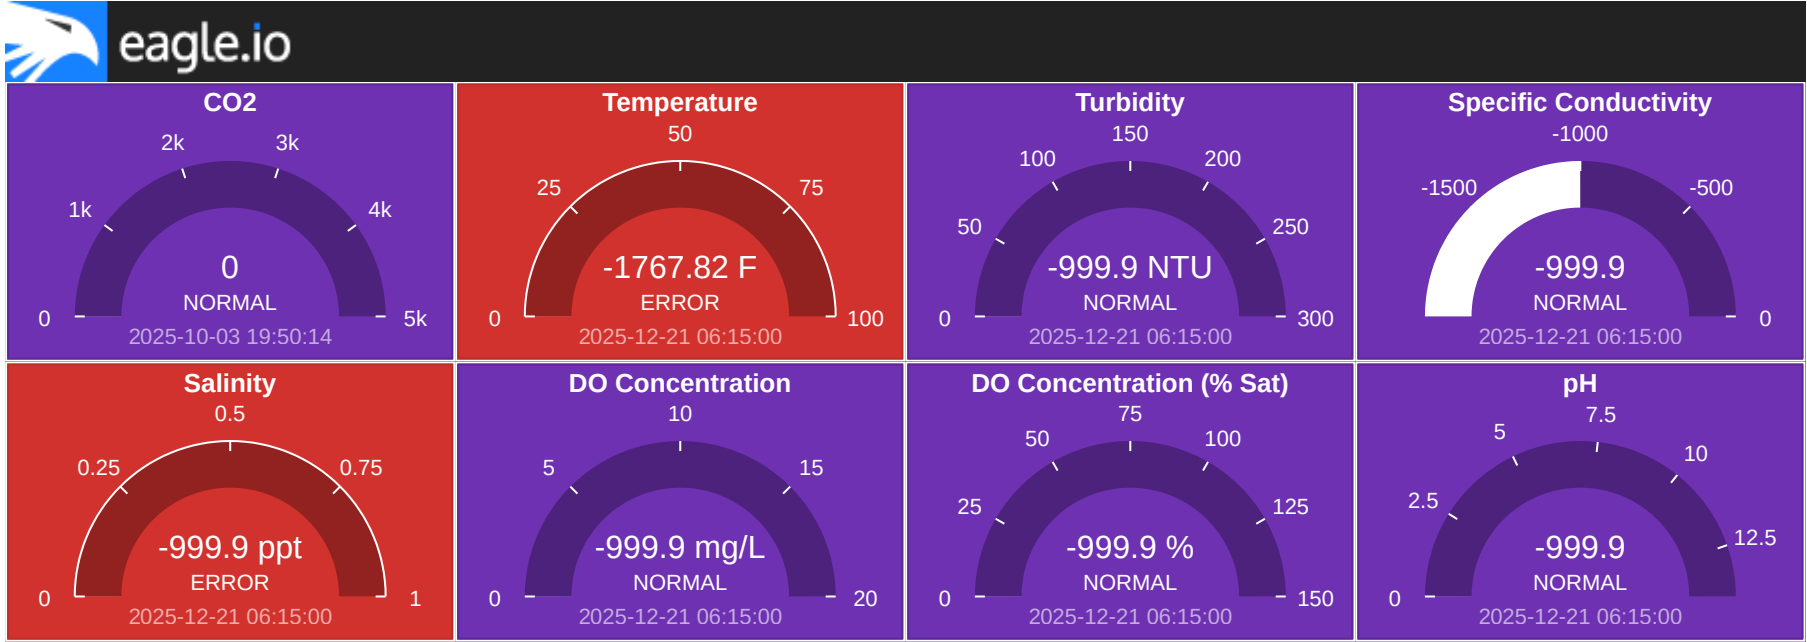 eagle.io
CO2
2k
3k
1k
4k
0
NORMAL
0
5k
2025-10-03 19:50:14
Temperature
50
25
75
-1767.82 F
ERROR
0
100
2025-12-21 06:15:00
Turbidity
150
100
200
50
250
-999.9 NTU
NORMAL
0
300
2025-12-21 06:15:00
Specific Conductivity
-1000
-1500
-500
-999.9
NORMAL
0
2025-12-21 06:15:00
Salinity
0.5
0.25
0.75
-999.9 ppt
ERROR
0
1
2025-12-21 06:15:00
DO Concentration
10
5
15
-999.9 mg/L
NORMAL
0
20
2025-12-21 06:15:00
DO Concentration (% Sat)
75
50
100
25
125
-999.9 %
NORMAL
0
150
2025-12-21 06:15:00
pH
7.5
5
10
2.5
12.5
-999.9
NORMAL
0
2025-12-21 06:15:00